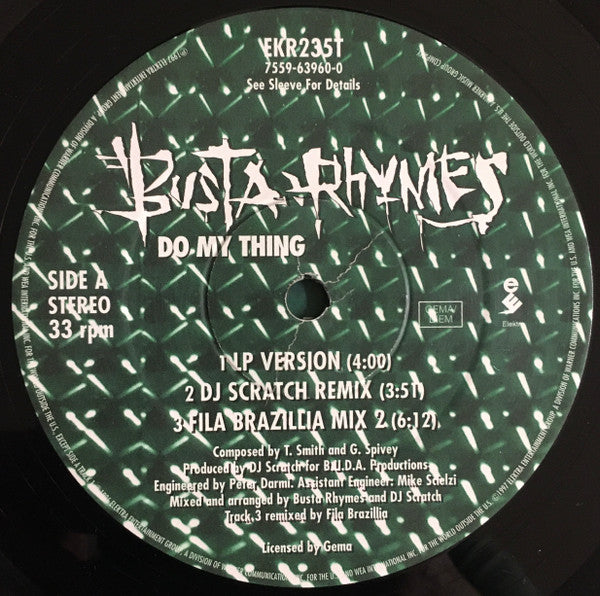 EKR235T
7559-63960-0
See Sleeve For Details
BUSTA RHYMES
DO MY THING
SIDE A
STEREO
33 rpm
GEMA/
BIEM
Elektra
1 LP VERSION (4:00)
2 DJ SCRATCH REMIX (3:51)
3 FILA BRAZILLIA MIX 2 (6:12)
Composed by T. Smith and G. Spivey
Produced by DJ Scratch for B.U.D.A. Productions
Engineered by Peter Darmi. Assistant Engineer: Mike Saelzi
Mixed and arranged by Busta Rhymes and DJ Scratch
Track 3 remixed by Fila Brazillia
Licensed by Gema